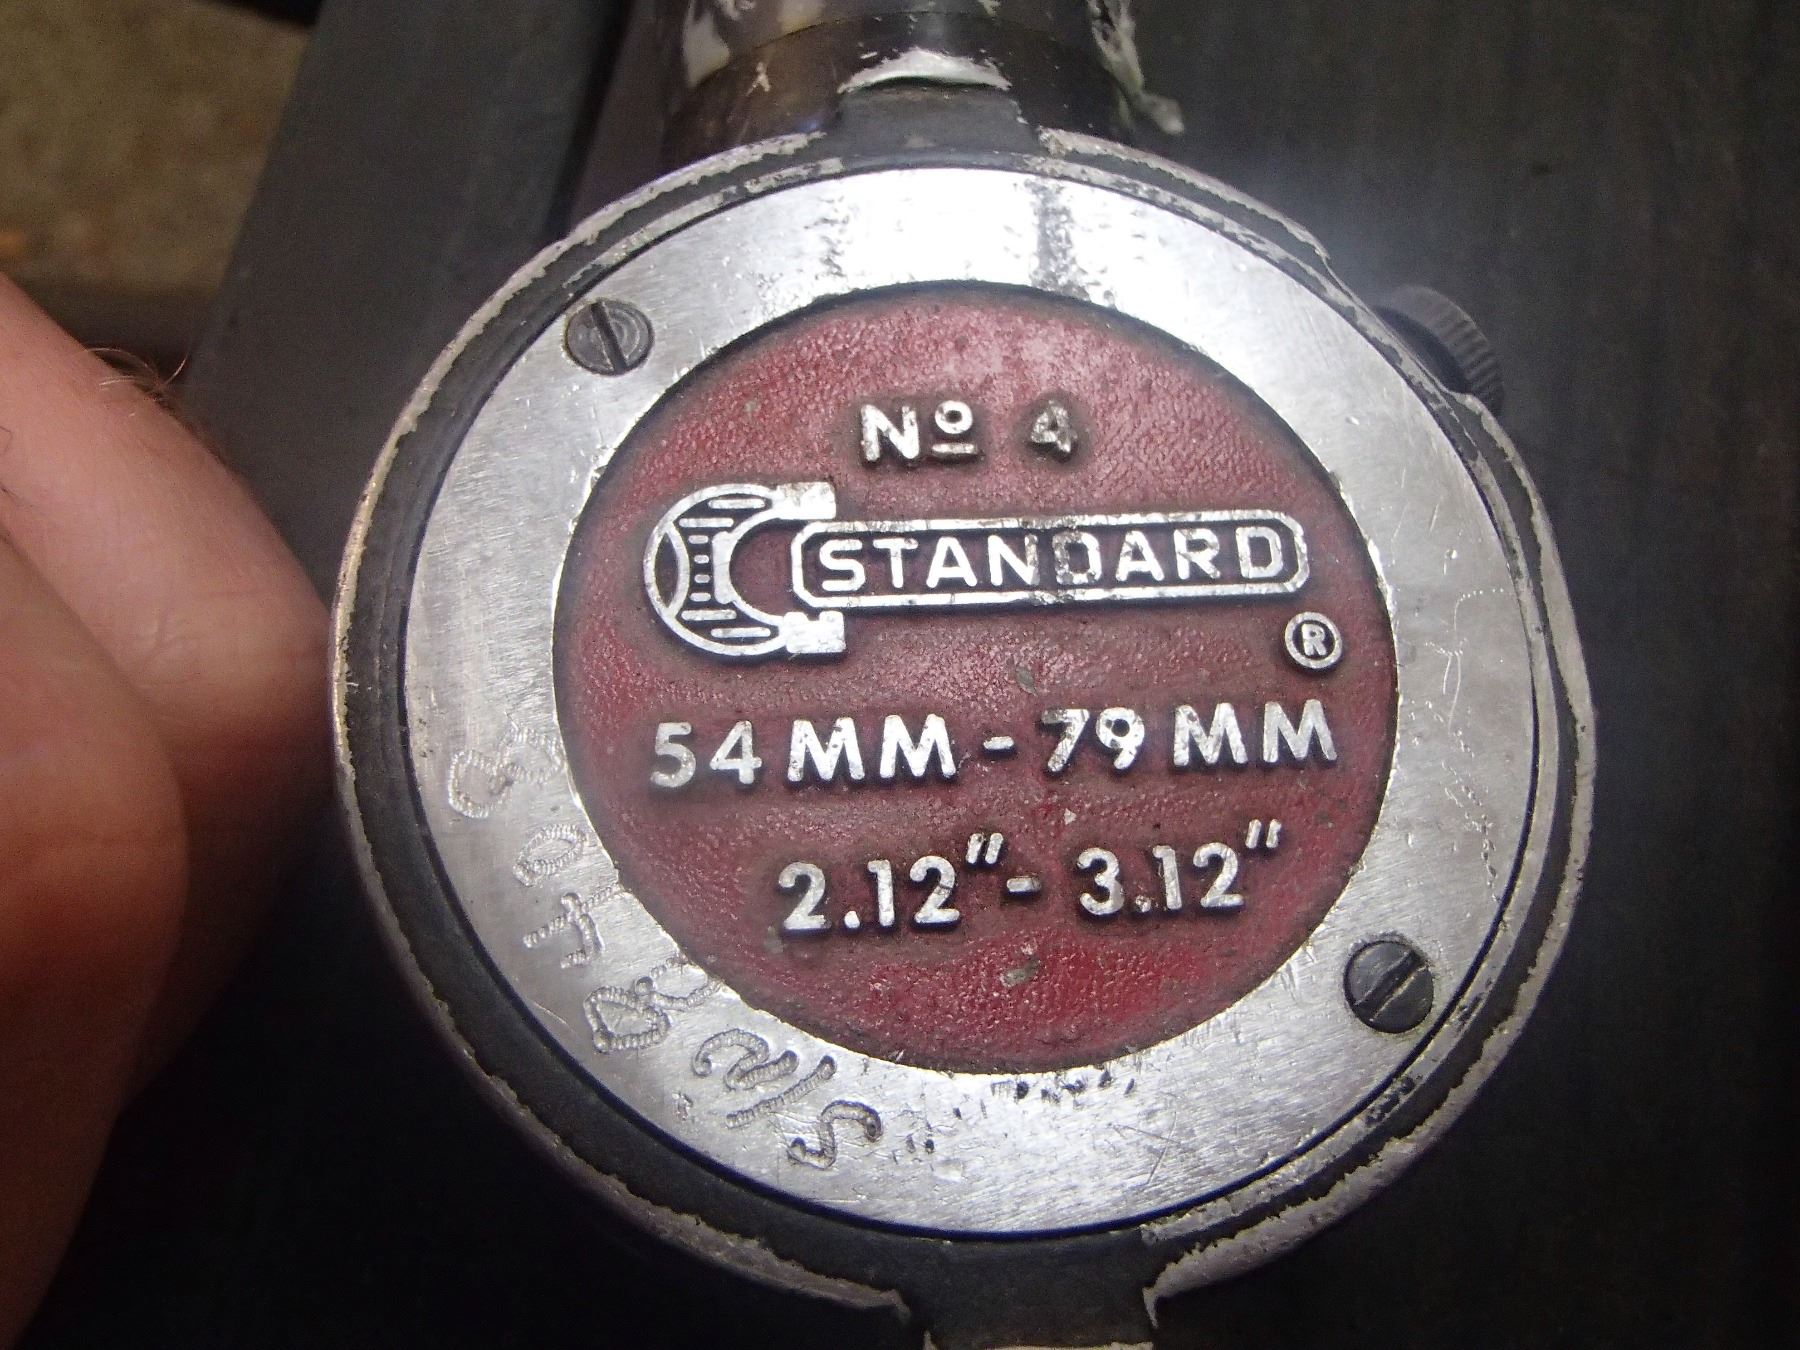 Nº 4
STANDARD
®
54 MM - 79 MM
2.12" - 3.12"